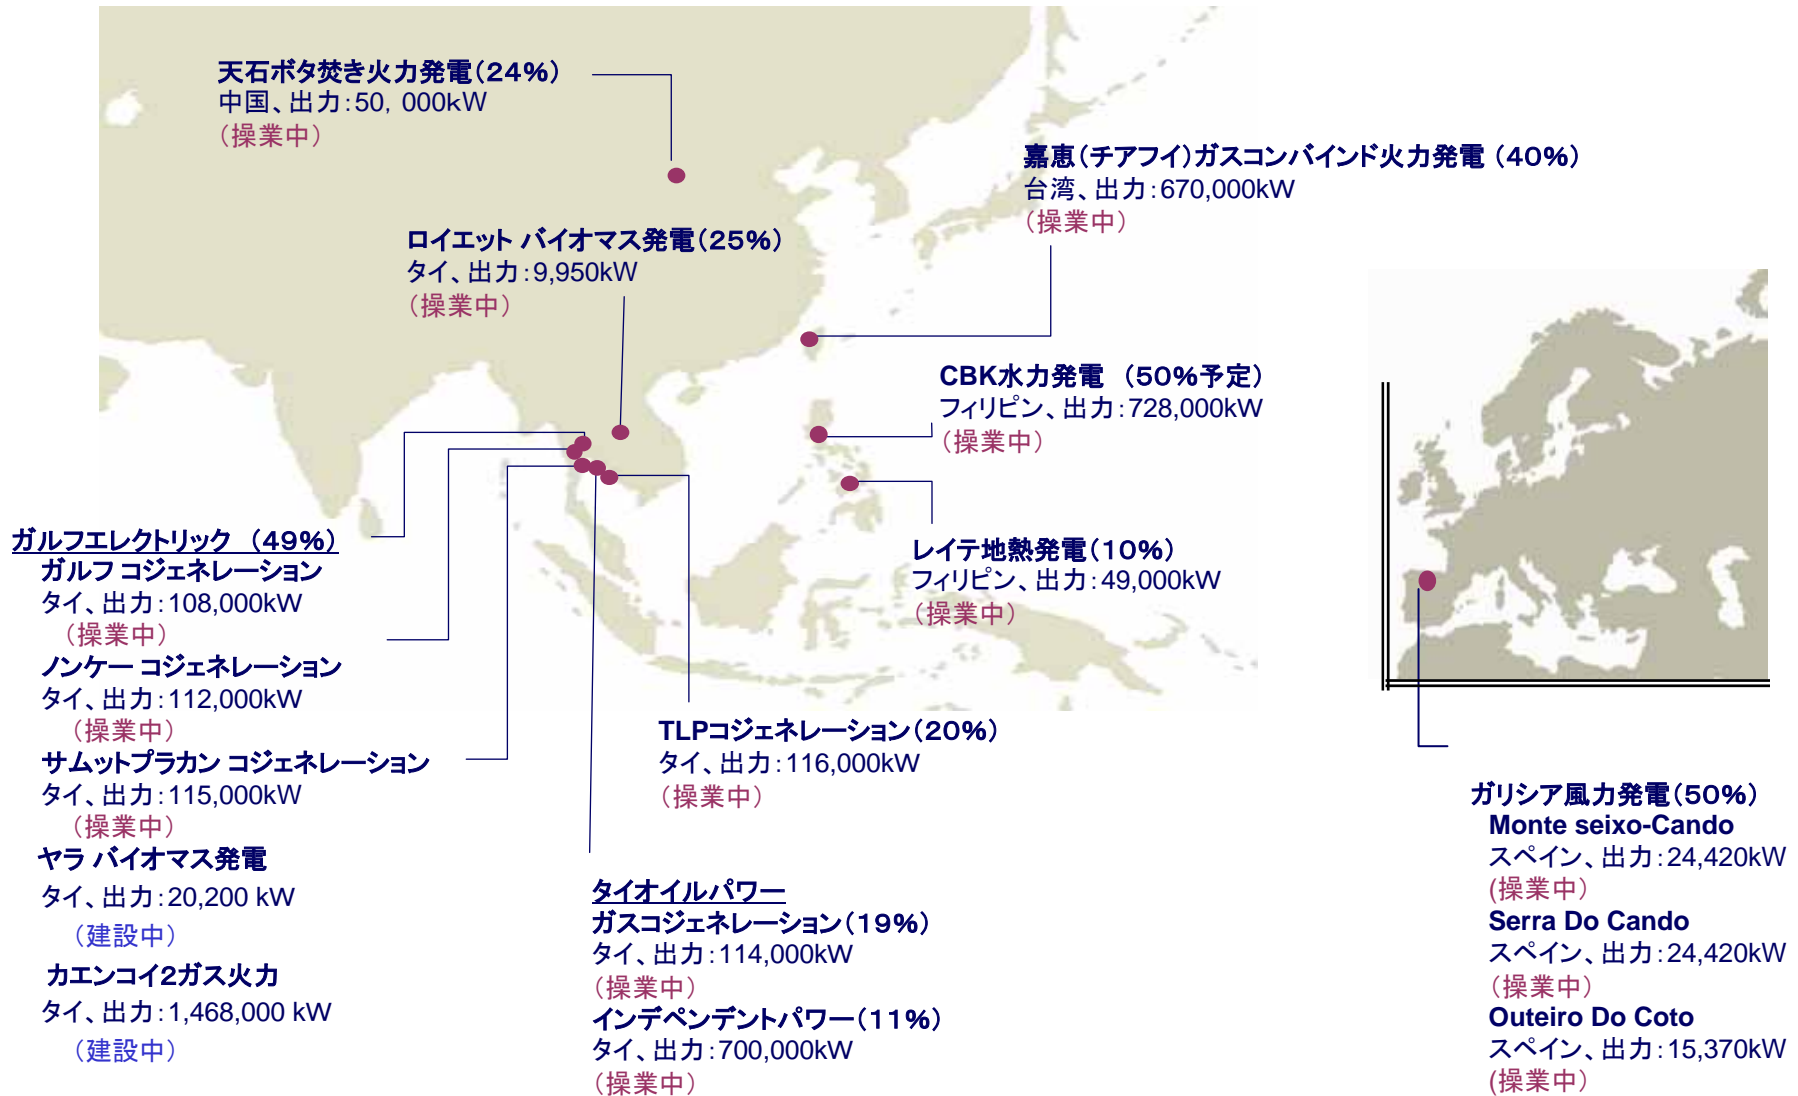 天石ボタ焚き火力発電(24%)
中国、出力:50,000kW
(操業中)
嘉恵(チアフイ)ガスコンバインド火力発電 (40%)
台湾、出力:670,000kW
(操業中)
ロイエット バイオマス発電(25%)
タイ、出力:9,950kW
(操業中)
CBK水力発電 (50%予定)
フィリピン、出力:728,000kW
(操業中)
レイテ地熱発電(10%)
フィリピン、出力:49,000kW
(操業中)
ガルフエレクトリック (49%)
ガルフ コジェネレーション
タイ、出力:108,000kW
(操業中)
ノンケー コジェネレーション
タイ、出力:112,000kW
(操業中)
サムットプラカン コジェネレーション
タイ、出力:115,000kW
(操業中)
ヤラ バイオマス発電
タイ、出力:20,200 kW
(建設中)
カエンコイ2ガス火力
タイ、出力:1,468,000 kW
(建設中)
TLPコジェネレーション(20%)
タイ、出力:116,000kW
(操業中)
タイオイルパワー
ガスコジェネレーション(19%)
タイ、出力:114,000kW
(操業中)
インデペンデントパワー(11%)
タイ、出力:700,000kW
(操業中)
ガリシア風力発電(50%)
Monte seixo-Cando
スペイン、出力:24,420kW
(操業中)
Serra Do Cando
スペイン、出力:24,420kW
(操業中)
Outeiro Do Coto
スペイン、出力:15,370kW
(操業中)